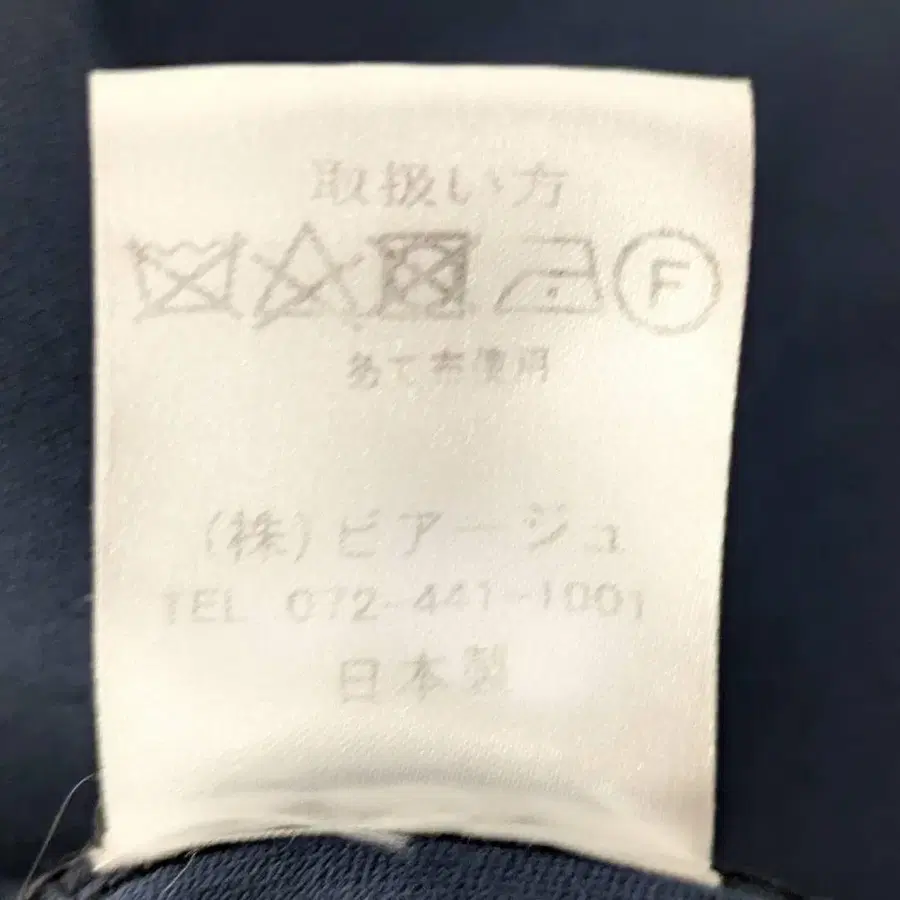 取扱い方
F
あて布使用
(株)ピアージュ
TEL 072-441-1001
日本製